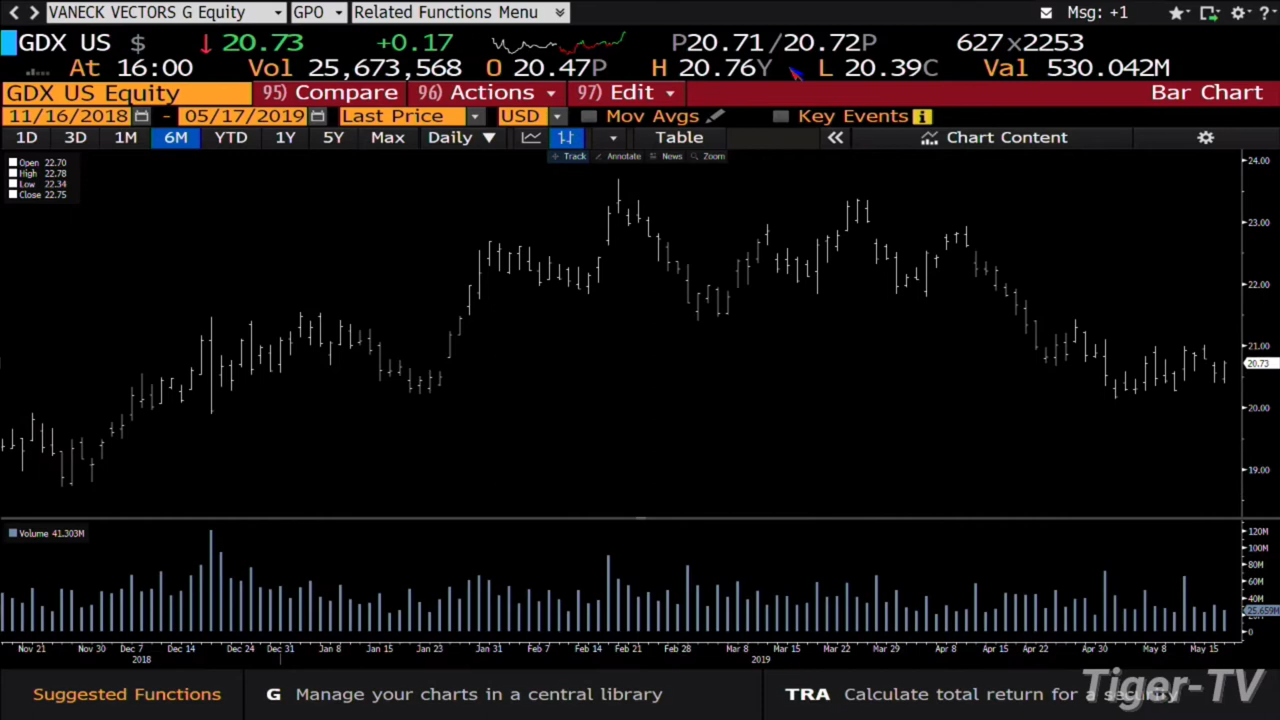 VANECK VECTORS G Equity GPO Related Functions Menu Msg: +1
GDX US $ 20.73 +0.17 P20.71/20.72P 627x2253
At 16:00 Vol 25,673,568 O 20.47P H 20.76Y L 20.39C Val 530.042M
GDX US Equity 95) Compare 96) Actions 97) Edit Bar Chart
11/16/2018 - 05/17/2019 Last Price USD Mov Avgs Key Events
1D 3D 1M 6M YTD 1Y 5Y Max Daily Table Chart Content
Track Annotate News Zoom
Open 22.70
High 22.78
Low 22.34
Close 22.75
24.00
23.00
22.00
21.00
20.73
20.00
19.00
Volume 41.303M
120M
100M
80M
60M
40M
25.659M
0
Nov 21 Nov 30 Dec 7 Dec 14 Dec 24 Dec 31 Jan 8 Jan 15 Jan 23 Jan 31 Feb 7 Feb 14 Feb 21 Feb 28 Mar 8 Mar 15 Mar 22 Mar 29 Apr 8 Apr 15 Apr 22 Apr 30 May 8 May 15
2018 2019
Suggested Functions G Manage your charts in a central library TRA Calculate total return for a security
Tiger-TV